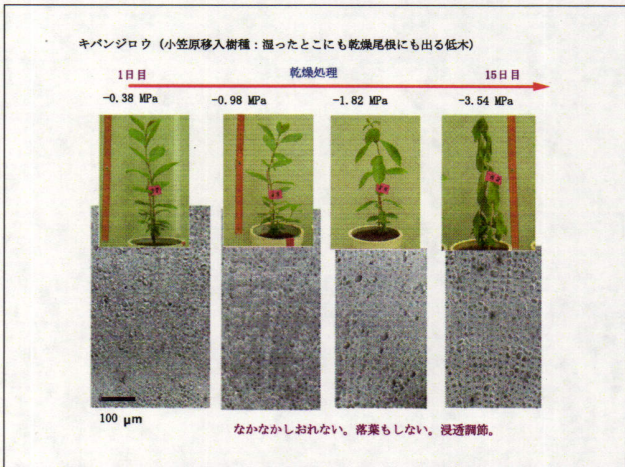 キバンジロウ（小笠原移入樹種：湿ったとこにも乾燥尾根にも出る低木）
1日目 乾燥処理 15日目
-0.38 MPa -0.98 MPa -1.82 MPa -3.54 MPa
100 μm
なかなかしおれない。落葉もしない。浸透調節。